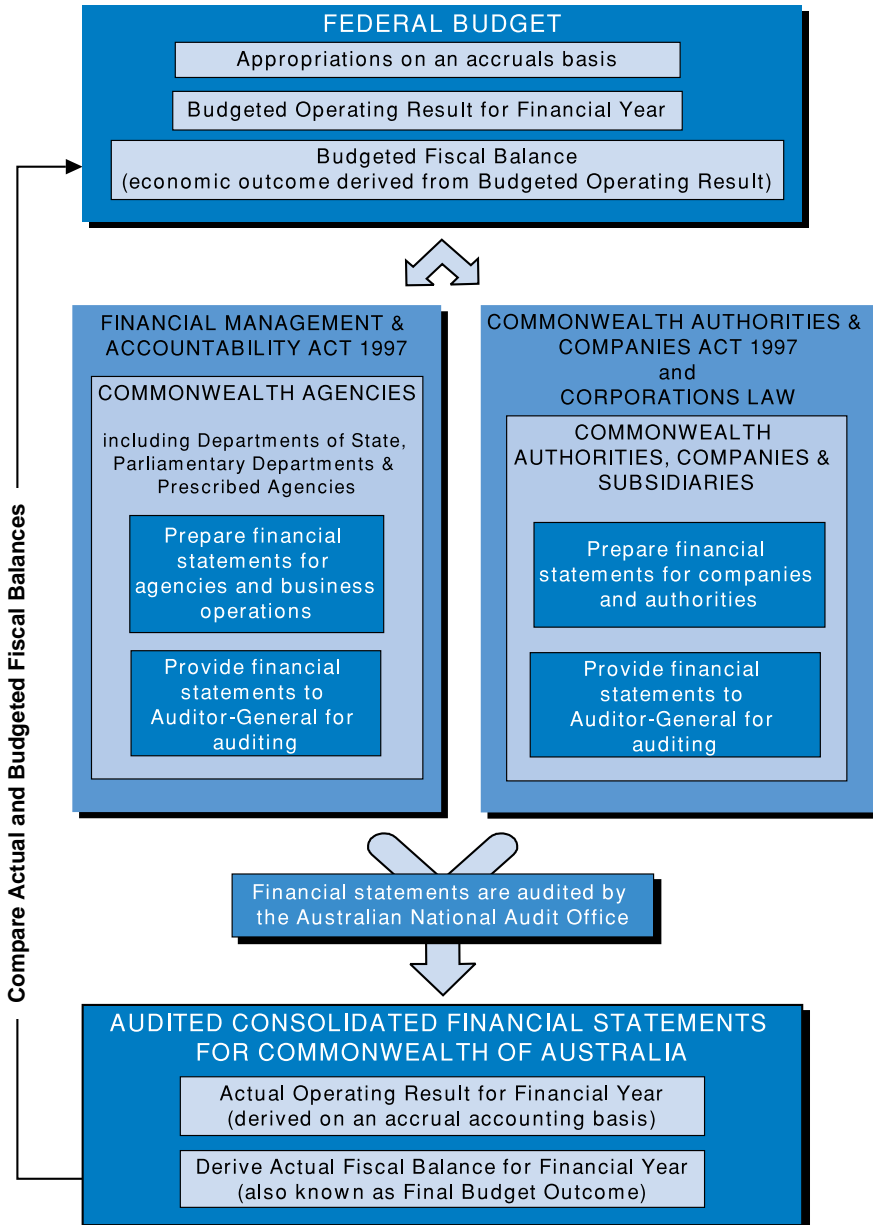 FEDERAL BUDGET
Appropriations on an accruals basis
Budgeted Operating Result for Financial Year
Budgeted Fiscal Balance
(economic outcome derived from Budgeted Operating Result)
FINANCIAL MANAGEMENT &
ACCOUNTABILITY ACT 1997
COMMONWEALTH AGENCIES
including Departments of State,
Parliamentary Departments &
Prescribed Agencies
Prepare financial
statements for
agencies and business
operations
Provide financial
statements to
Auditor-General for
auditing
COMMONWEALTH AUTHORITIES &
COMPANIES ACT 1997
and
CORPORATIONS LAW
COMMONWEALTH
AUTHORITIES, COMPANIES &
SUBSIDIARIES
Prepare financial
statements for companies
and authorities
Provide financial
statements to
Auditor-General for
auditing
Financial statements are audited by
the Australian National Audit Office
AUDITED CONSOLIDATED FINANCIAL STATEMENTS
FOR COMMONWEALTH OF AUSTRALIA
Actual Operating Result for Financial Year
(derived on an accrual accounting basis)
Derive Actual Fiscal Balance for Financial Year
(also known as Final Budget Outcome)
Compare Actual and Budgeted Fiscal Balances